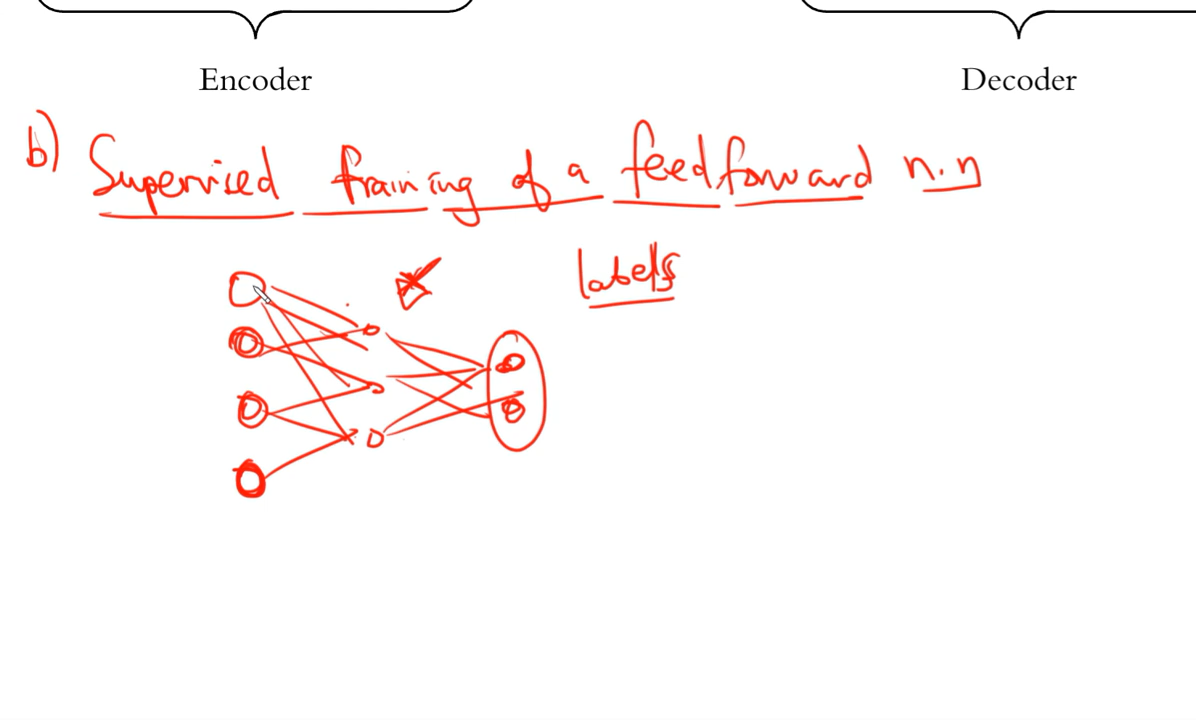 Encoder Decoder
b) Supervised training of a feedforward n.n
labels